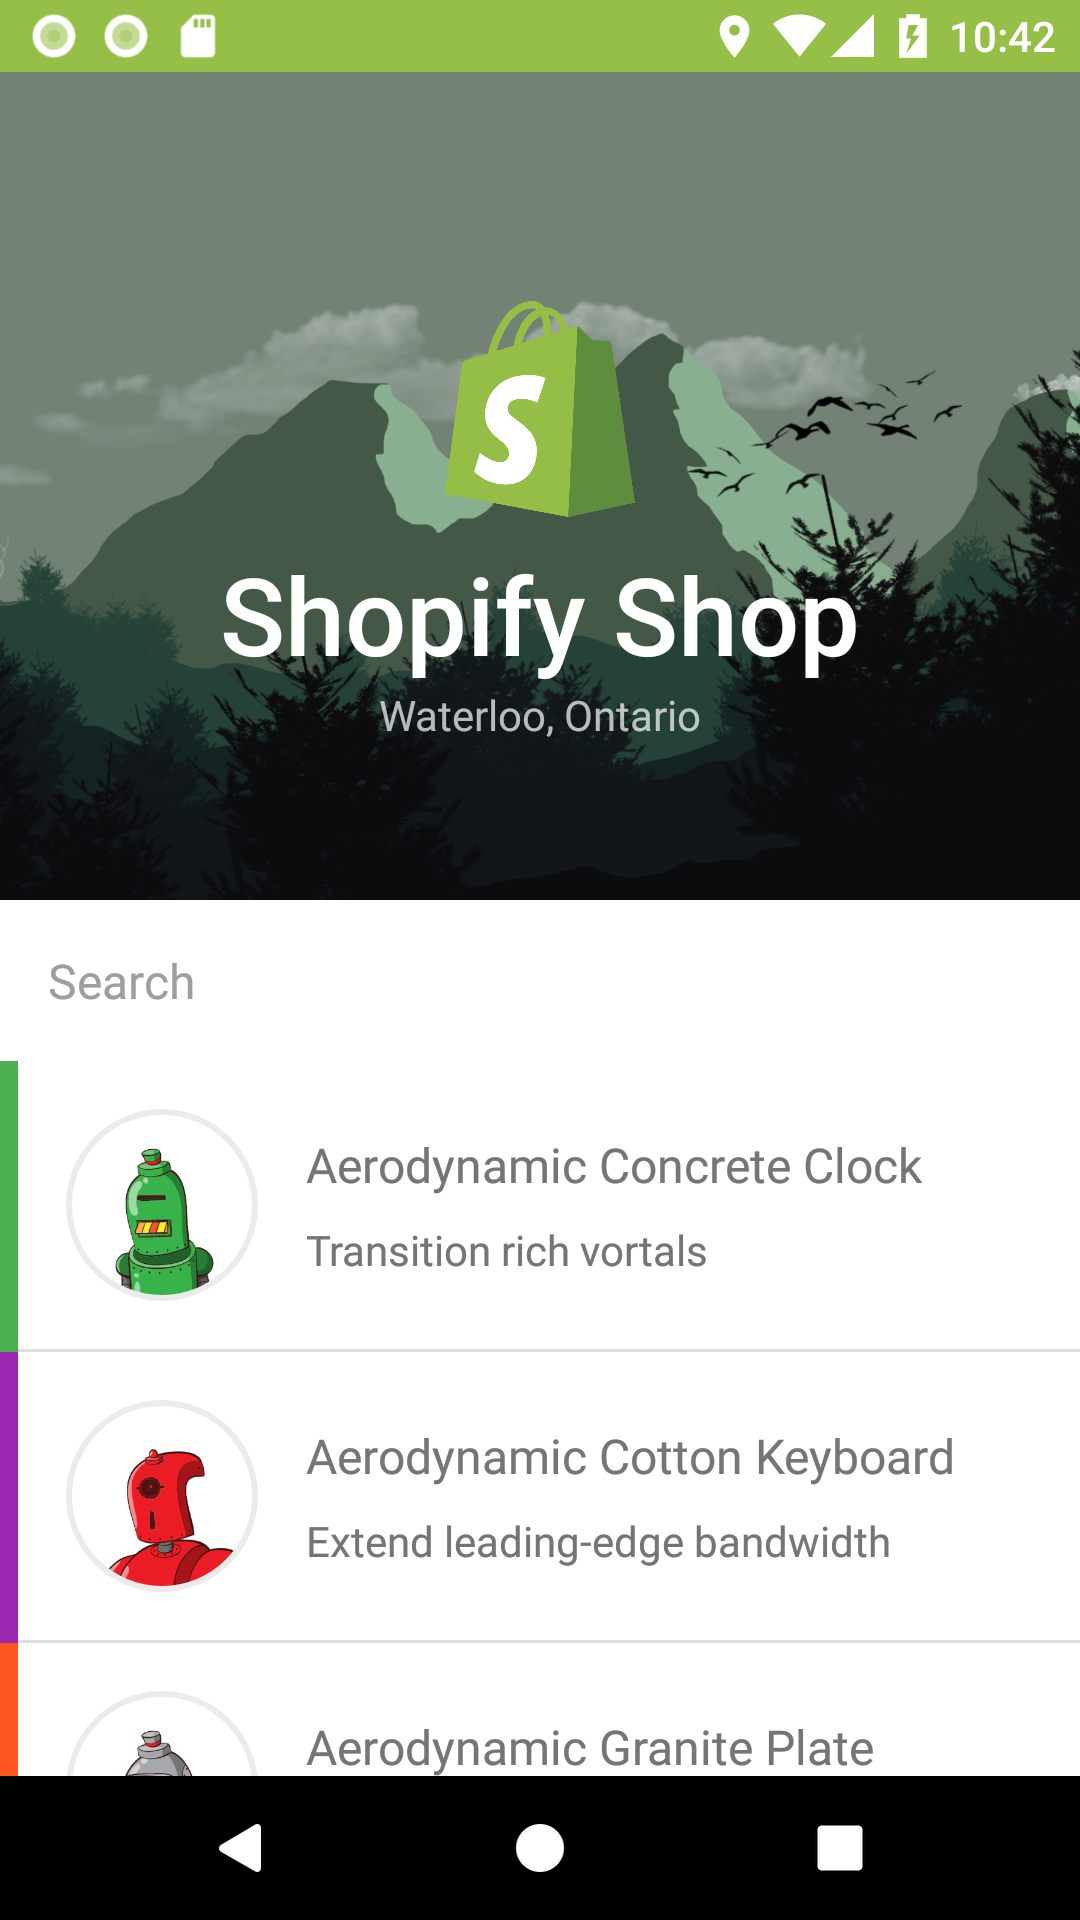 10:42
S
Shopify Shop
Waterloo, Ontario
Search
Aerodynamic Concrete Clock
Transition rich vortals
Aerodynamic Cotton Keyboard
Extend leading-edge bandwidth
Aerodynamic Granite Plate